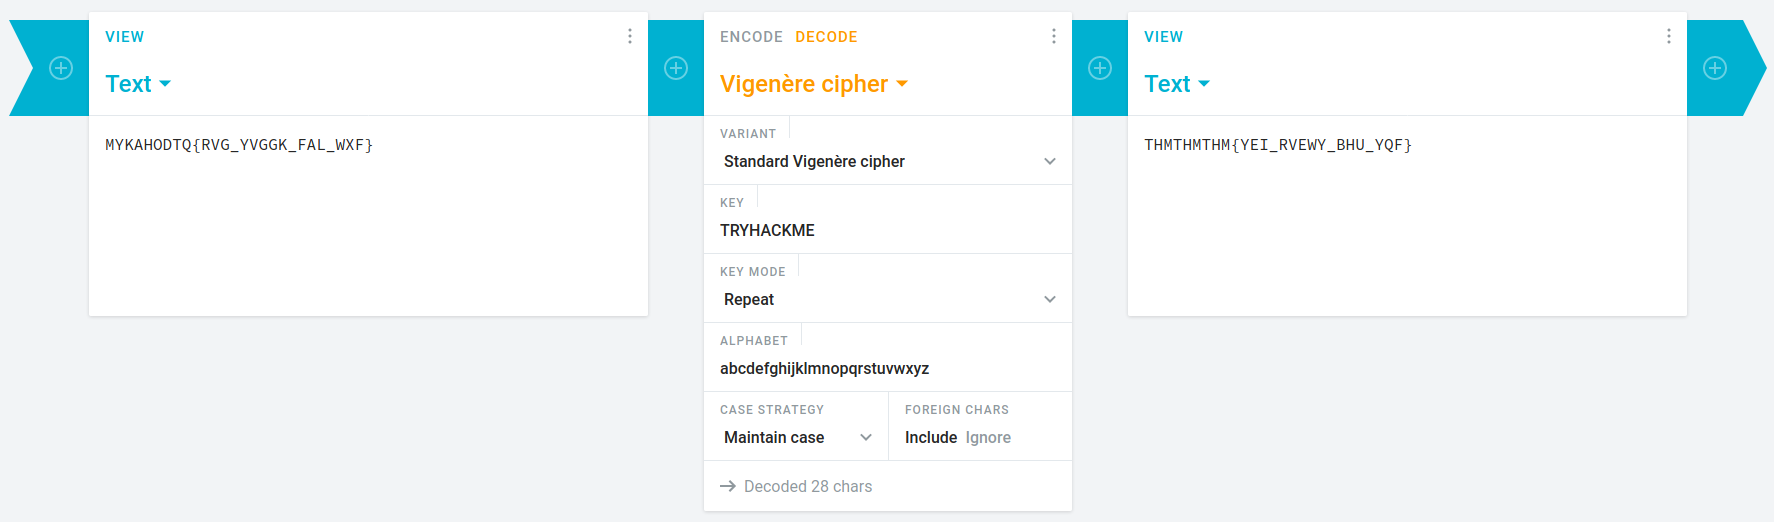 VIEW
Text
MYKAHODTQ{RVG_YVGGK_FAL_WXF}
ENCODE DECODE
Vigenère cipher
VARIANT
Standard Vigenère cipher
KEY
TRYHACKME
KEY MODE
Repeat
ALPHABET
abcdefghijklmnopqrstuvwxyz
CASE STRATEGY
Maintain case
FOREIGN CHARS
Include Ignore
Decoded 28 chars
VIEW
Text
THMTHMTHM{YEI_RVEWY_BHU_YQF}